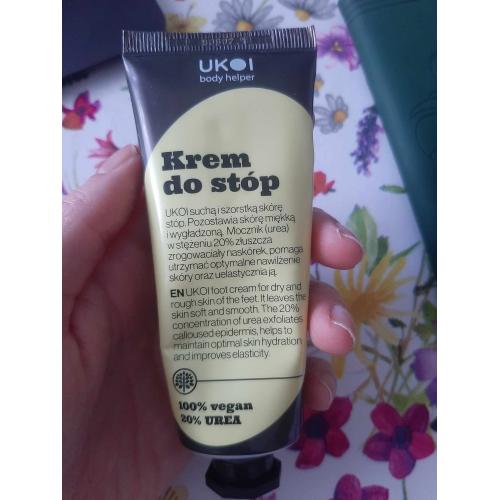 UKOI
body helper
Krem
do stóp
UKOI suchą i szorstką skórę
stóp. Pozostawia skórę miękką
i wygładzoną. Mocznik (urea)
w stężeniu 20% złuszcza
zrogowaciały naskórek, pomaga
utrzymać optymalne nawilżenie
skóry oraz uelastycznia ją.
EN UKOI foot cream for dry and
rough skin of the feet. It leaves the
skin soft and smooth. The 20%
concentration of urea exfoliates
calloused epidermis, helps to
maintain optimal skin hydration
and improves elasticity.
100% vegan
20% UREA